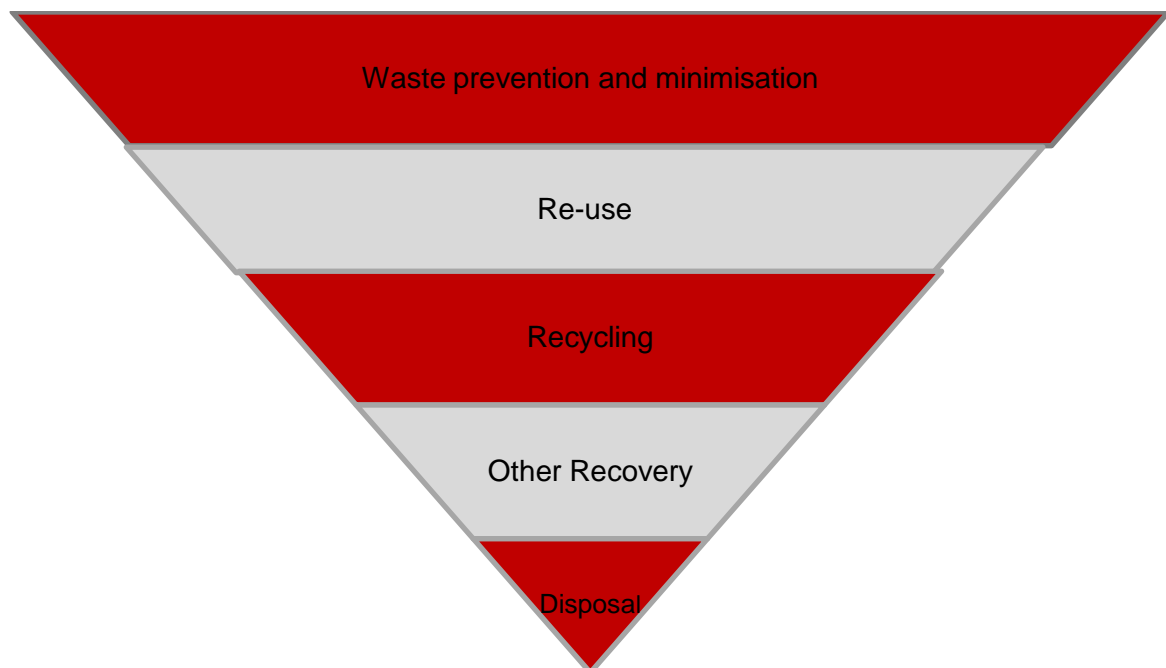 Waste prevention and minimisation
Re-use
Recycling
Other Recovery
Disposal